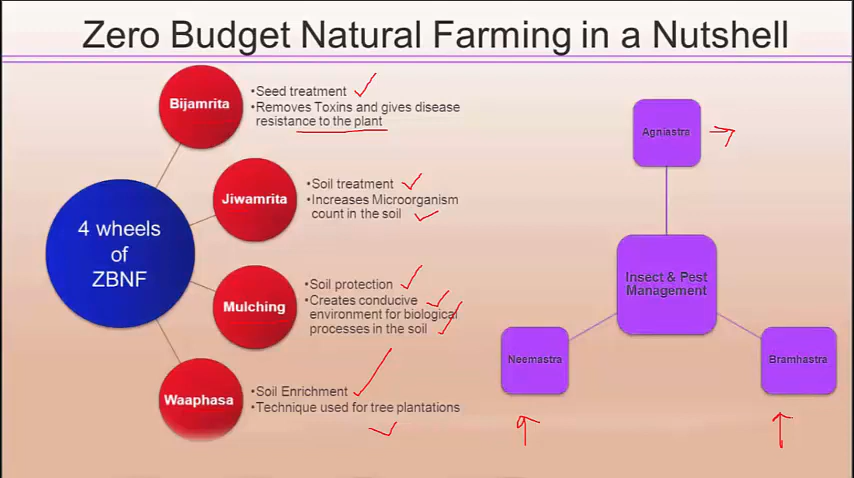 Zero Budget Natural Farming in a Nutshell
4 wheels
of
ZBNF
Bijamrita
•Seed treatment
•Removes Toxins and gives disease
resistance to the plant
Jiwamrita
•Soil treatment
•Increases Microorganism
count in the soil
Mulching
•Soil protection
•Creates conducive
environment for biological
processes in the soil
Waaphasa
•Soil Enrichment
•Technique used for tree plantations
Agniastra
Insect & Pest
Management
Neemastra
Bramhastra